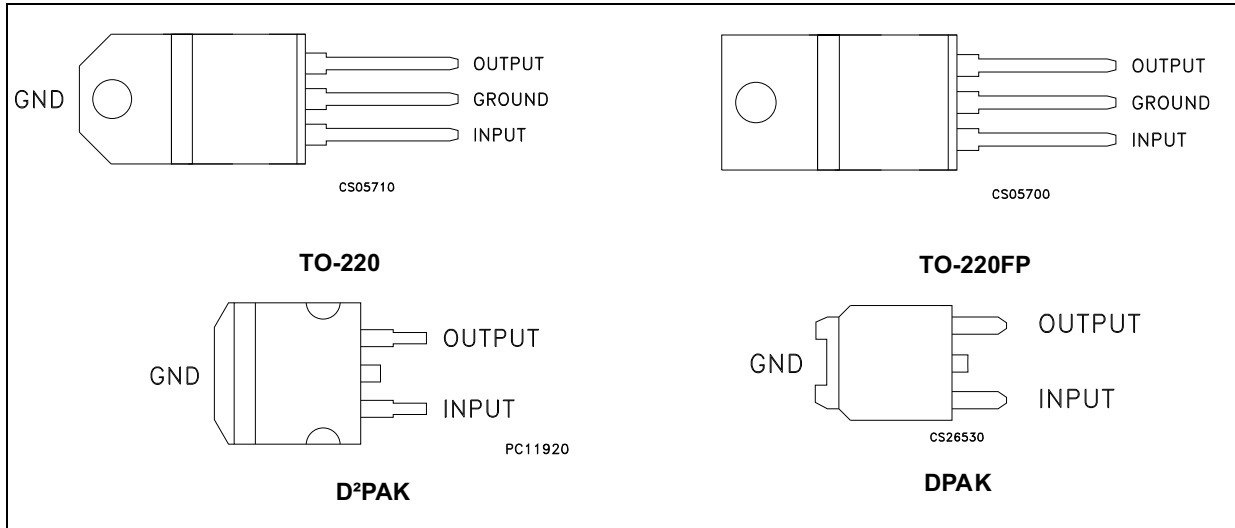 OUTPUT
GND
GROUND
INPUT
CS05710
TO-220
OUTPUT
GROUND
INPUT
CS05700
TO-220FP
OUTPUT
GND
INPUT
PC11920
D²PAK
OUTPUT
GND
INPUT
CS26530
DPAK